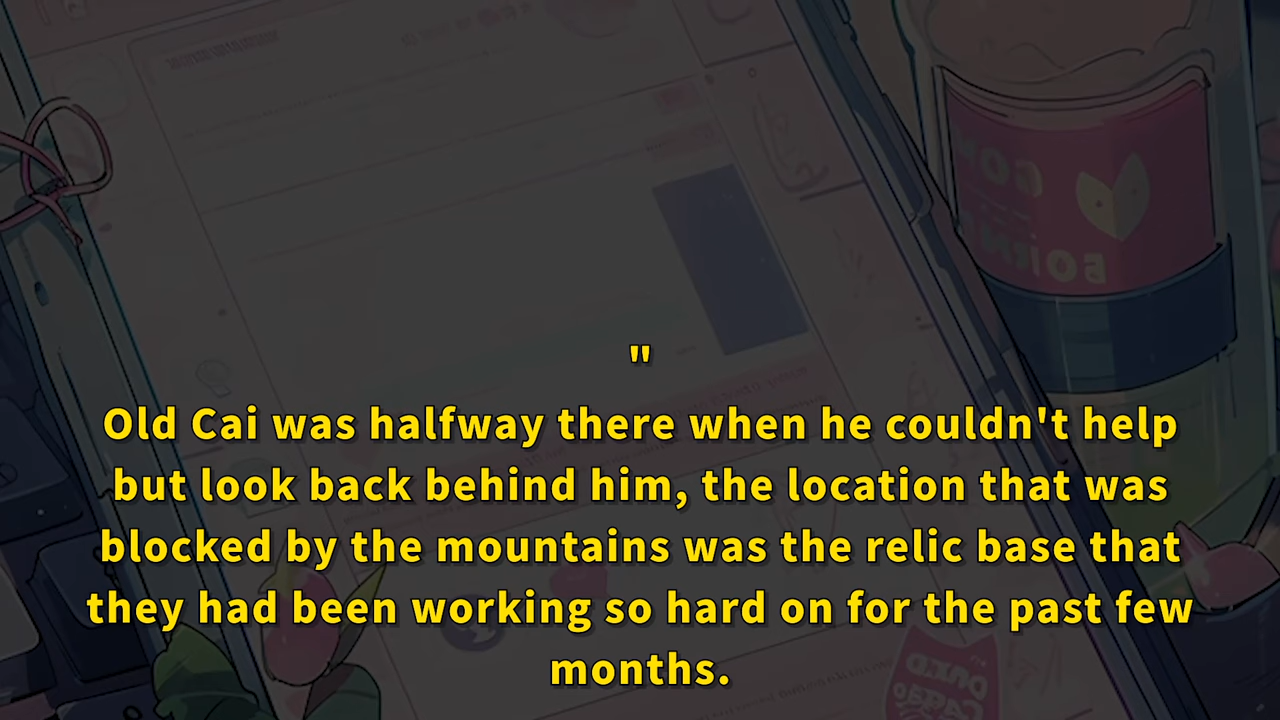 "
Old Cai was halfway there when he couldn't help
but look back behind him, the location that was
blocked by the mountains was the relic base that
they had been working so hard on for the past few
months.